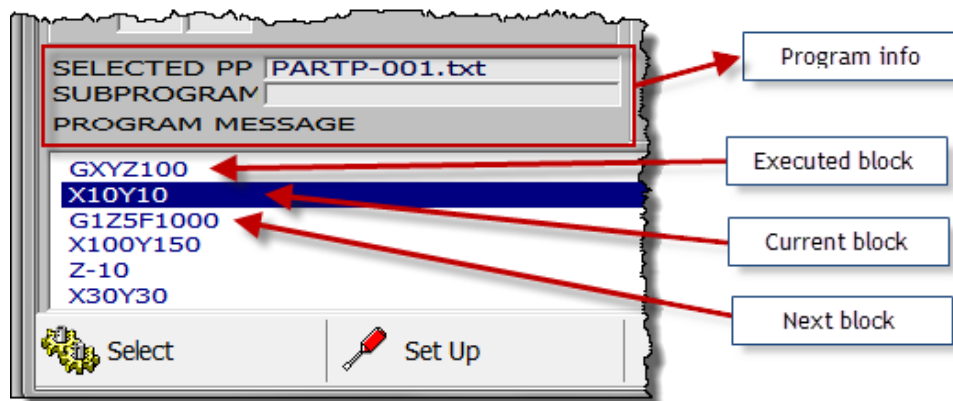 SELECTED PP PARTP-001.txt
SUBPROGRAM
PROGRAM MESSAGE
GXYZ100
X10Y10
G1Z5F1000
X100Y150
Z-10
X30Y30
Select
Set Up
Program info
Executed block
Current block
Next block